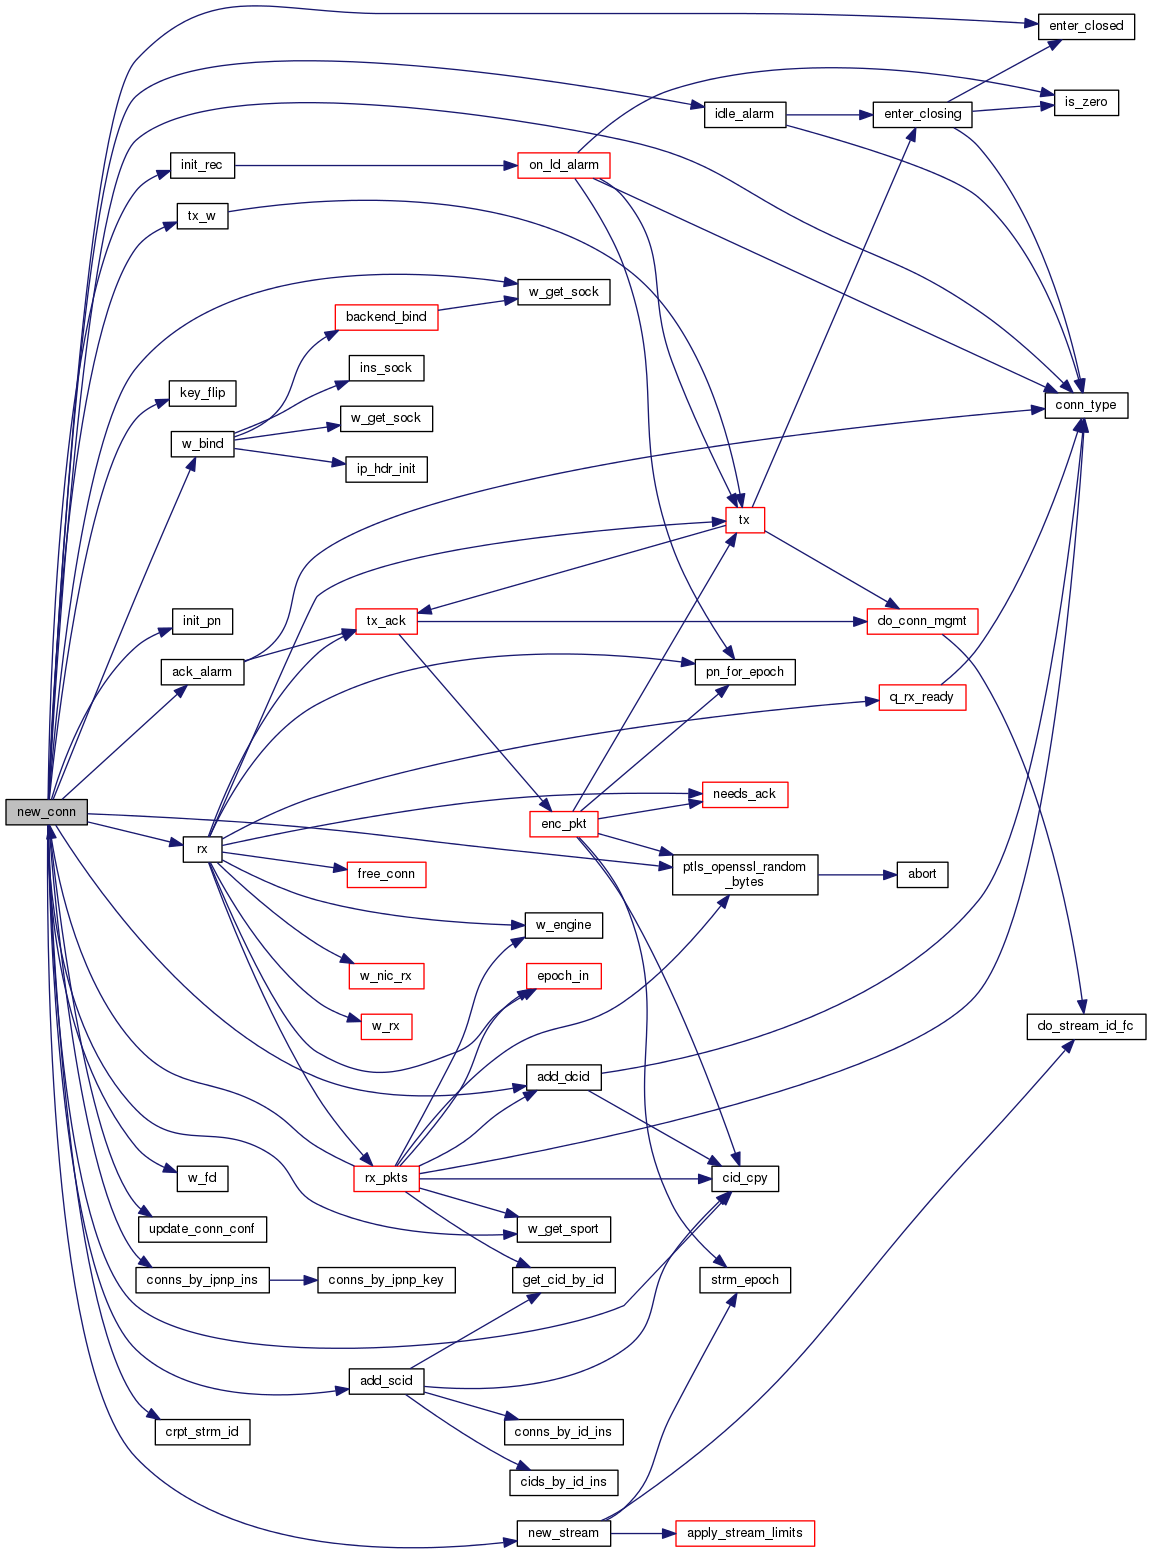 enter_closed
is_zero
idle_alarm
enter_closing
init_rec
on_ld_alarm
tx_w
w_get_sock
backend_bind
ins_sock
key_flip
conn_type
w_get_sock
w_bind
ip_hdr_init
tx
init_pn
tx_ack
do_conn_mgmt
ack_alarm
pn_for_epoch
q_rx_ready
needs_ack
new_conn
enc_pkt
rx
ptls_openssl_random
_bytes
abort
free_conn
w_engine
w_nic_rx
epoch_in
w_rx
do_stream_id_fc
add_dcid
w_fd
rx_pkts
cid_cpy
update_conn_conf
w_get_sport
conns_by_ipnp_ins
conns_by_ipnp_key
get_cid_by_id
strm_epoch
add_scid
crpt_strm_id
conns_by_id_ins
cids_by_id_ins
new_stream
apply_stream_limits